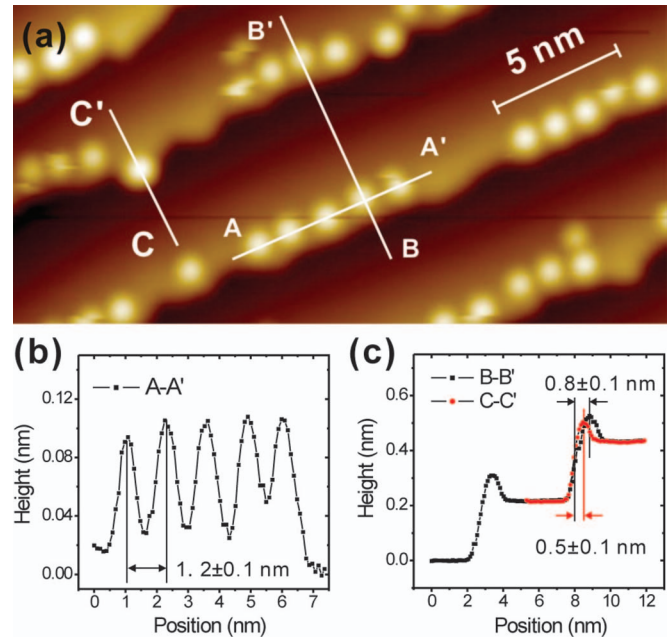 (a)
B'
5 nm
C'
A'
A
C
B
(b)
A-A'
Height (nm)
0.12
0.08
0.04
0.00
1.2±0.1 nm
0 1 2 3 4 5 6 7
Position (nm)
(c)
B-B'
C-C'
0.8±0.1 nm
Height (nm)
0.6
0.4
0.2
0.0
0.5±0.1 nm
0 2 4 6 8 10 12
Position (nm)